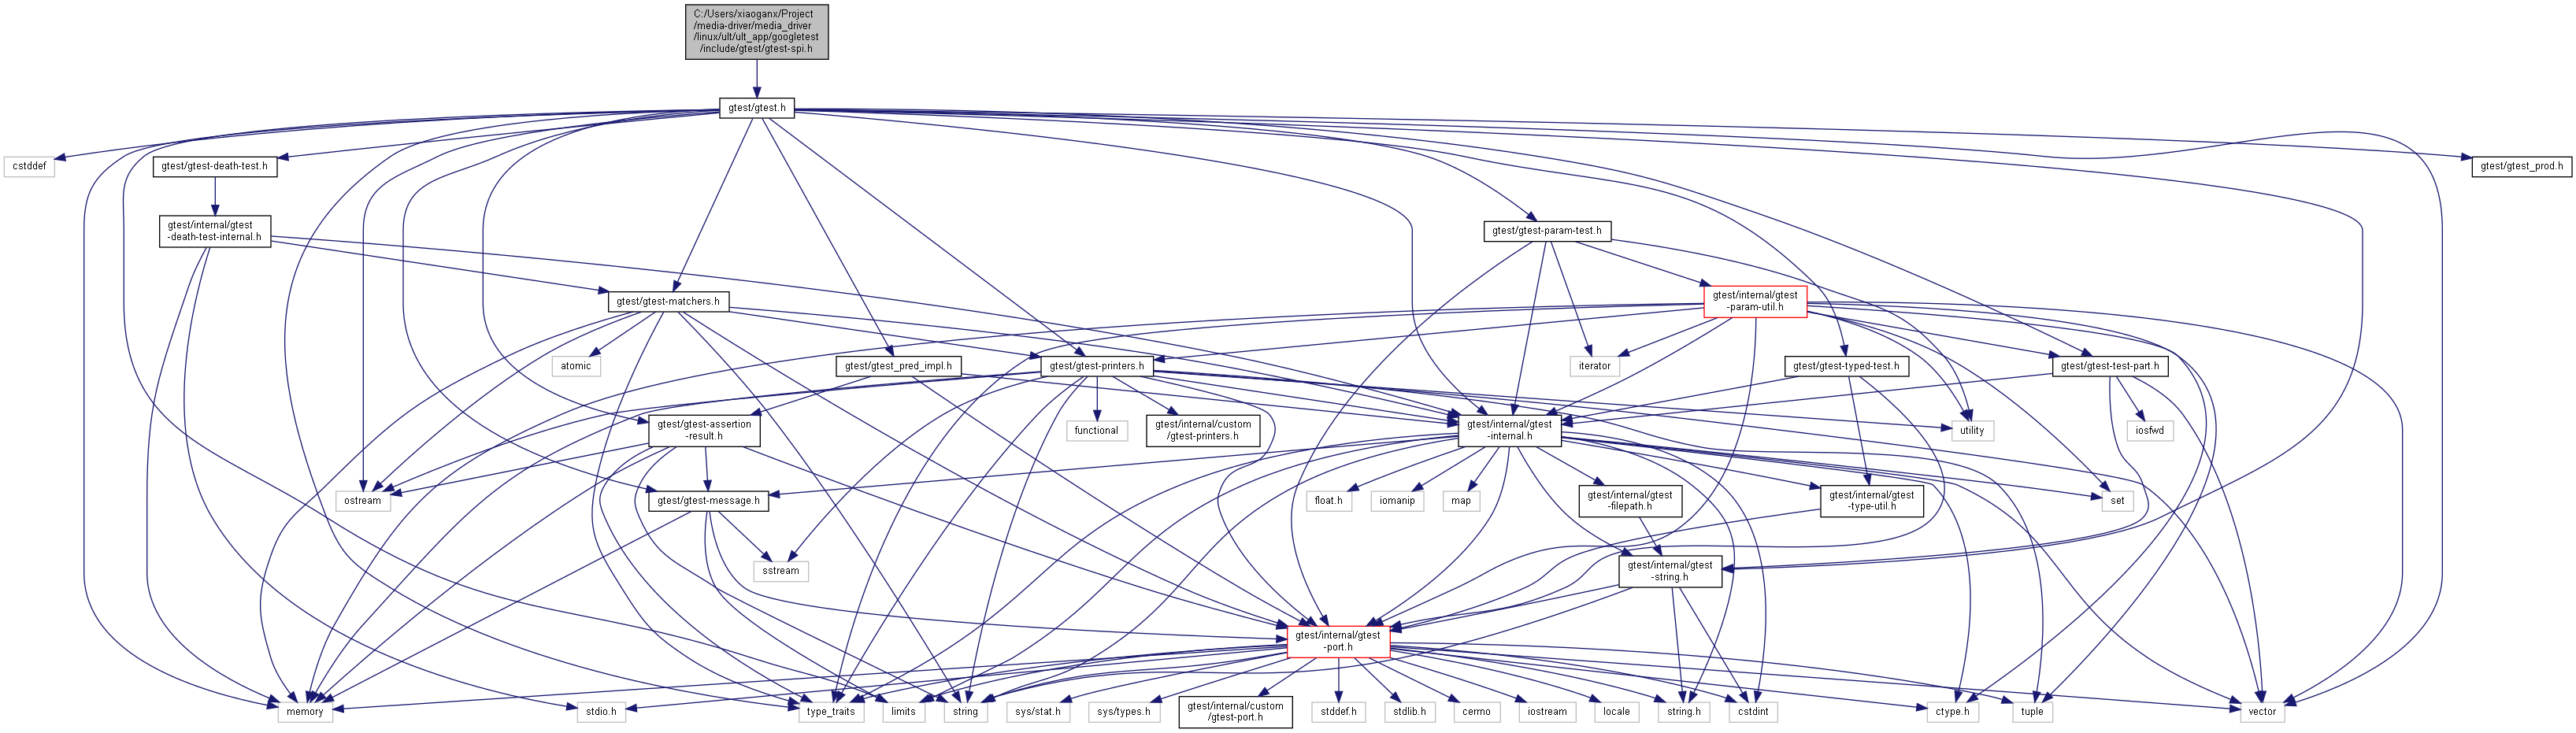 C:/Users/xiaoganx/Project
/media-driver/media_driver
/linux/ult/ult_app/googletest
/include/gtest/gtest-spi.h
gtest/gtest.h
cstddef
gtest/gtest-death-test.h
gtest/gtest_prod.h
gtest/internal/gtest
-death-test-internal.h
gtest/gtest-param-test.h
gtest/gtest-matchers.h
gtest/internal/gtest
-param-util.h
atomic
gtest/gtest_pred_impl.h
gtest/gtest-printers.h
iterator
gtest/gtest-typed-test.h
gtest/gtest-test-part.h
gtest/gtest-assertion
-result.h
functional
gtest/internal/custom
/gtest-printers.h
gtest/internal/gtest
-internal.h
utility
iosfwd
ostream
gtest/gtest-message.h
float.h
iomanip
map
gtest/internal/gtest
-filepath.h
gtest/internal/gtest
-type-util.h
set
sstream
gtest/internal/gtest
-string.h
gtest/internal/gtest
-port.h
memory
stdio.h
type_traits
limits
string
sys/stat.h
sys/types.h
gtest/internal/custom
/gtest-port.h
stddef.h
stdlib.h
cerrno
iostream
locale
string.h
cstdint
ctype.h
tuple
vector